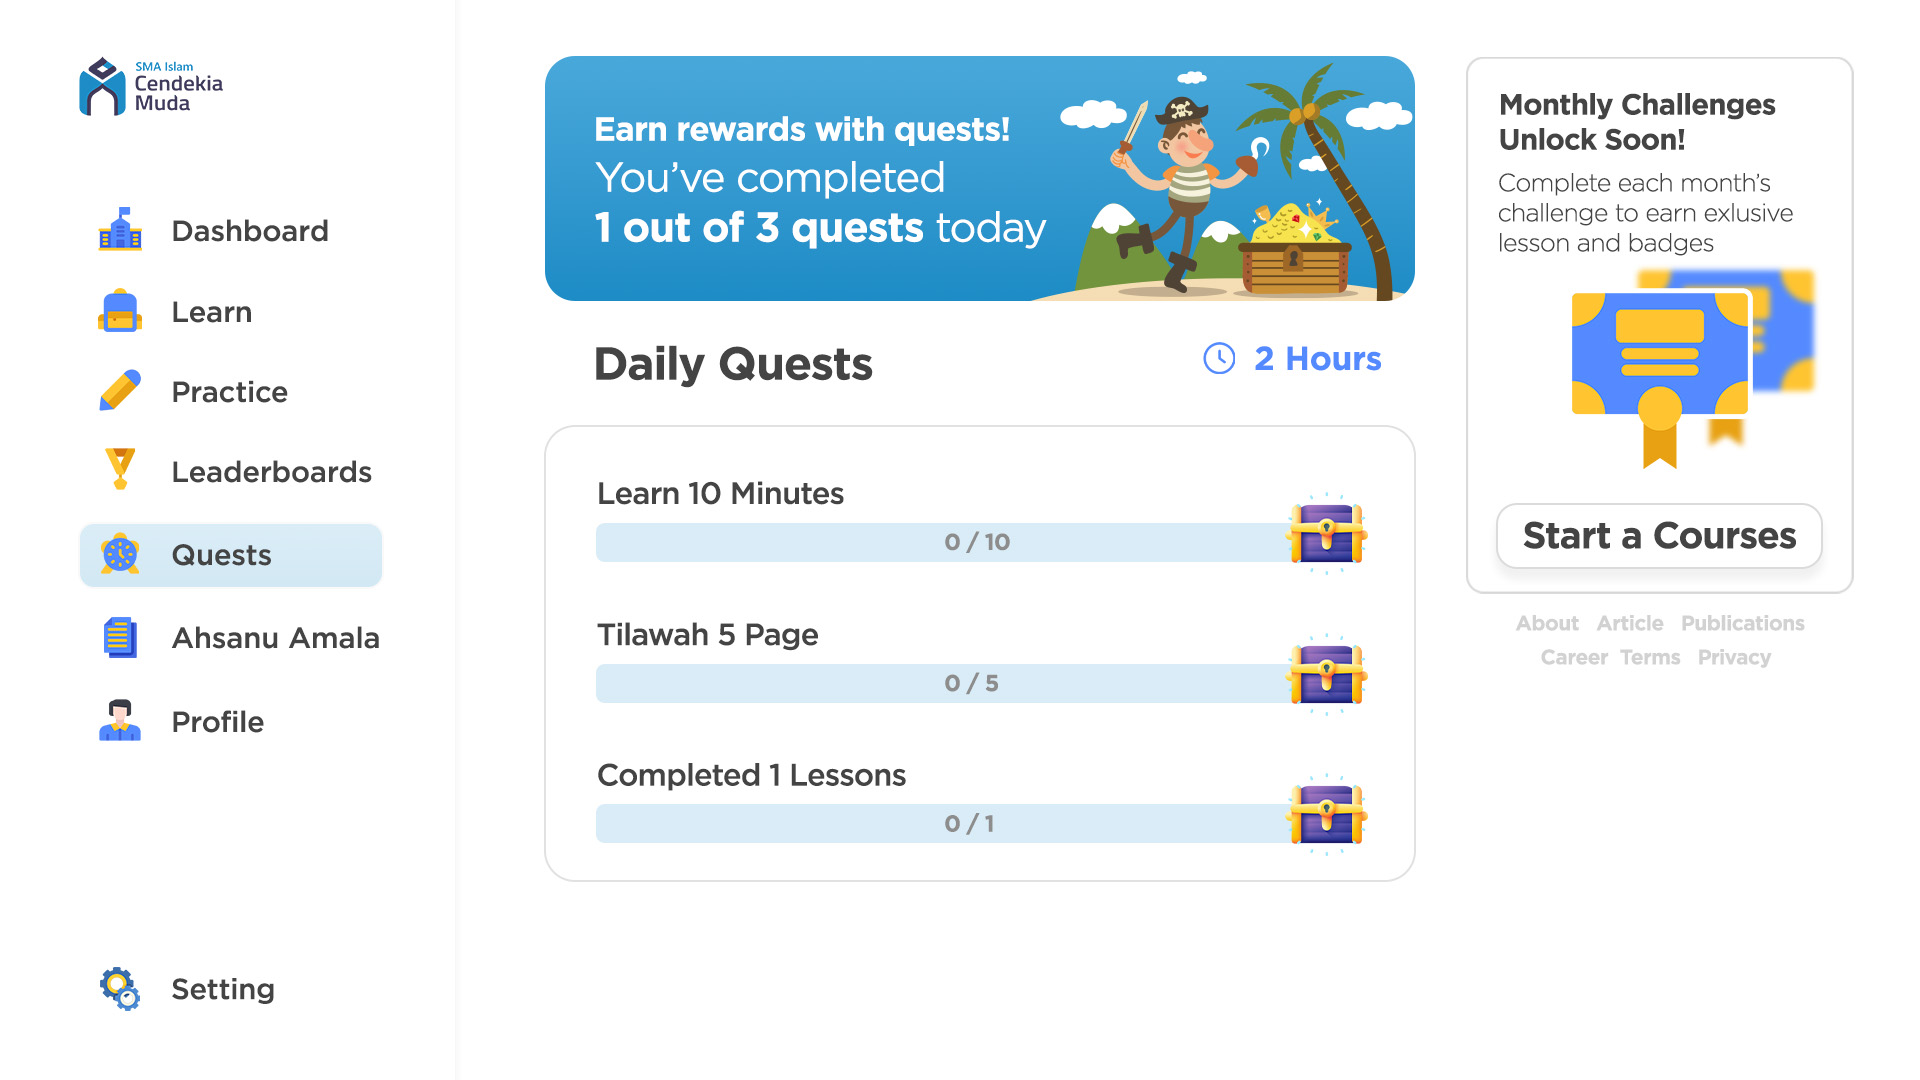 SMA Islam
Cendekia
Muda
Dashboard
Learn
Practice
Leaderboards
Quests
Ahsanu Amala
Profile
Setting
Earn rewards with quests!
You’ve completed
1 out of 3 quests today
Daily Quests
2 Hours
Learn 10 Minutes
0 / 10
Tilawah 5 Page
0 / 5
Completed 1 Lessons
0 / 1
Monthly Challenges
Unlock Soon!
Complete each month’s
challenge to earn exlusive
lesson and badges
Start a Courses
About Article Publications
Career Terms Privacy